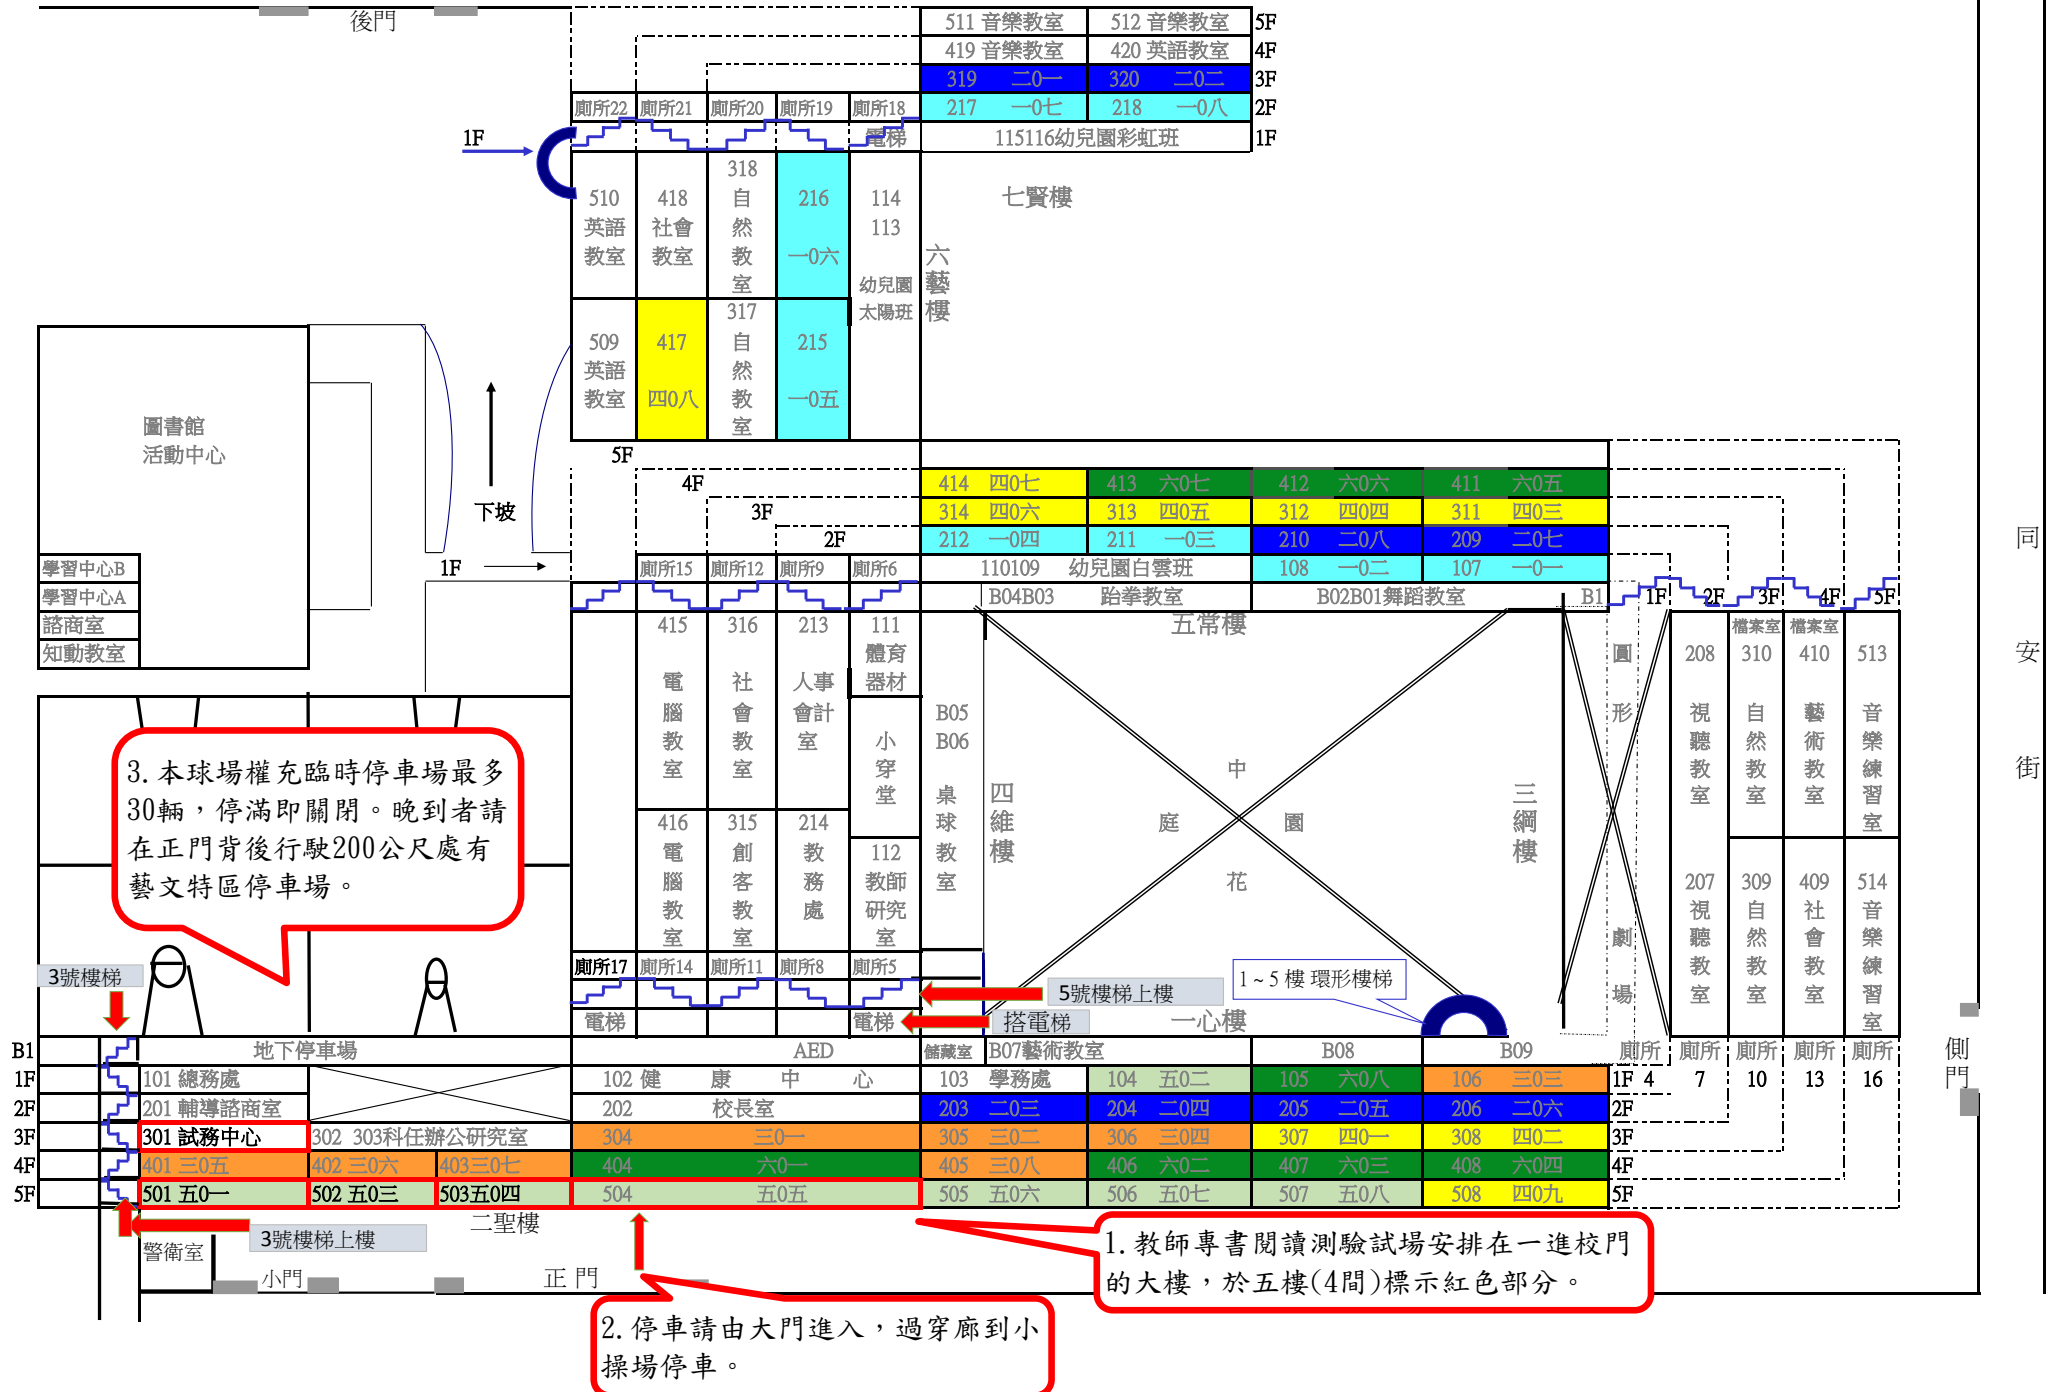 後門
511 音樂教室 512 音樂教室 5F
419 音樂教室 420 英語教室 4F
319 二0一 320 二0二 3F
廁所22 廁所21 廁所20 廁所19 廁所18 217 一0七 218 一0八 2F
1F 電梯 115116幼兒園彩虹班 1F
七賢樓
510 英語教室
418 社會教室
318 自然教室
216 一0六
114
113
幼兒園
太陽班
六藝樓
509 英語教室
417 四0八
317 自然教室
215 一0五
圖書館
活動中心
下坡
5F
4F
3F
2F
1F
414 四0七 413 六0七 412 六0六 411 六0五
314 四0六 313 四0五 312 四0四 311 四0三
212 一0四 211 一0三 210 二0八 209 二0七
廁所15 廁所12 廁所9 廁所6 110109 幼兒園白雲班 108 一0二 107 一0一
B04B03 跆拳教室 B02B01舞蹈教室 B1 1F 2F 3F 4F 5F
五常樓
學習中心B
學習中心A
諮商室
知動教室
415 電腦教室
316 社會教室
213 人事會計室
111 體育器材
小穿堂
416 電腦教室
315 創客教室
214 教務處
112 教師研究室
B05
B06
桌球教室
四維樓
中庭花園
三綱樓
圓形劇場
208 視聽教室
檔案室
310 自然教室
檔案室
410 藝術教室
513 音樂練習室
207 視聽教室
309 自然教室
409 社會教室
514 音樂練習室
同安街
3.本球場權充臨時停車場最多
30輛，停滿即關閉。晚到者請
在正門背後行駛200公尺處有
藝文特區停車場。
3號樓梯
廁所17 廁所14 廁所11 廁所8 廁所5
5號樓梯上樓
1～5 樓 環形樓梯
電梯 電梯 搭電梯 一心樓
B1 地下停車場 AED 儲藏室 B07藝術教室 B08 B09 廁所 廁所 廁所 廁所 廁所
1F 101 總務處 102 健康中心 103 學務處 104 五0二 105 六0八 106 三0三 1F 4 7 10 13 16
2F 201 輔導諮商室 202 校長室 203 二0三 204 二0四 205 二0五 206 二0六 2F
3F 301 試務中心 302 303科任辦公研究室 304 三0一 305 三0二 306 三0四 307 四0一 308 四0二 3F
4F 401 三0五 402 三0六 403三0七 404 六0一 405 三0八 406 六0二 407 六0三 408 六0四 4F
5F 501 五0一 502 五0三 503五0四 504 五0五 505 五0六 506 五0七 507 五0八 508 四0九 5F
側門
二聖樓
3號樓梯上樓
警衛室
小門
正 門
1.教師專書閱讀測驗試場安排在一進校門
的大樓，於五樓(4間)標示紅色部分。
2.停車請由大門進入，過穿廊到小
操場停車。